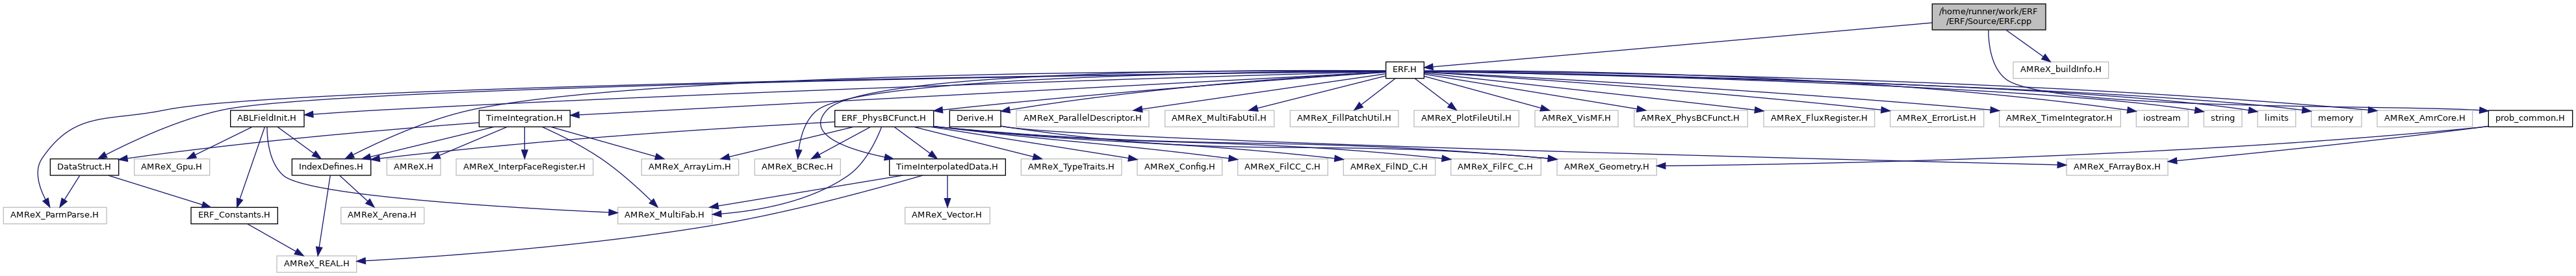 /home/runner/work/ERF
/ERF/Source/ERF.cpp
ERF.H
AMReX_buildInfo.H
ABLFieldInit.H
TimeIntegration.H
ERF_PhysBCFunct.H
Derive.H
AMReX_ParallelDescriptor.H
AMReX_MultiFabUtil.H
AMReX_FillPatchUtil.H
AMReX_PlotFileUtil.H
AMReX_VisMF.H
AMReX_PhysBCFunct.H
AMReX_FluxRegister.H
AMReX_ErrorList.H
AMReX_TimeIntegrator.H
iostream
string
limits
memory
AMReX_AmrCore.H
prob_common.H
DataStruct.H
AMReX_Gpu.H
IndexDefines.H
AMReX.H
AMReX_InterpFaceRegister.H
AMReX_ArrayLim.H
AMReX_BCRec.H
TimeInterpolatedData.H
AMReX_TypeTraits.H
AMReX_Config.H
AMReX_FilCC_C.H
AMReX_FilND_C.H
AMReX_FilFC_C.H
AMReX_Geometry.H
AMReX_FArrayBox.H
AMReX_ParmParse.H
ERF_Constants.H
AMReX_Arena.H
AMReX_MultiFab.H
AMReX_Vector.H
AMReX_REAL.H